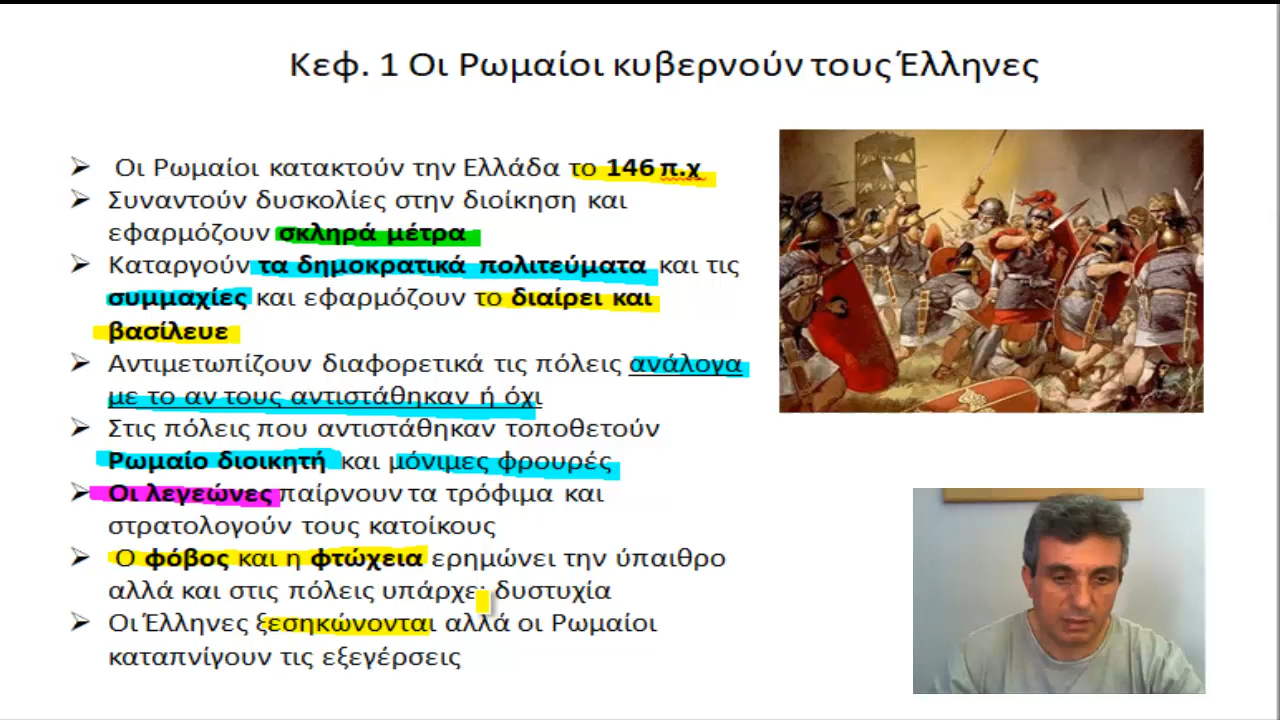 Κεφ. 1 Οι Ρωμαίοι κυβερνούν τους Έλληνες
Οι Ρωμαίοι κατακτούν την Ελλάδα το 146 π.χ
Συναντούν δυσκολίες στην διοίκηση και
εφαρμόζουν σκληρά μέτρα
Καταργούν τα δημοκρατικά πολιτεύματα και τις
συμμαχίες και εφαρμόζουν το διαίρει και
βασίλευε
Αντιμετωπίζουν διαφορετικά τις πόλεις ανάλογα
με το αν τους αντιστάθηκαν ή όχι
Στις πόλεις που αντιστάθηκαν τοποθετούν
Ρωμαίο διοικητή και μόνιμες φρουρές
Οι λεγεώνες παίρνουν τα τρόφιμα και
στρατολογούν τους κατοίκους
Ο φόβος και η φτώχεια ερημώνει την ύπαιθρο
αλλά και στις πόλεις υπάρχει δυστυχία
Οι Έλληνες ξεσηκώνονται αλλά οι Ρωμαίοι
καταπνίγουν τις εξεγέρσεις